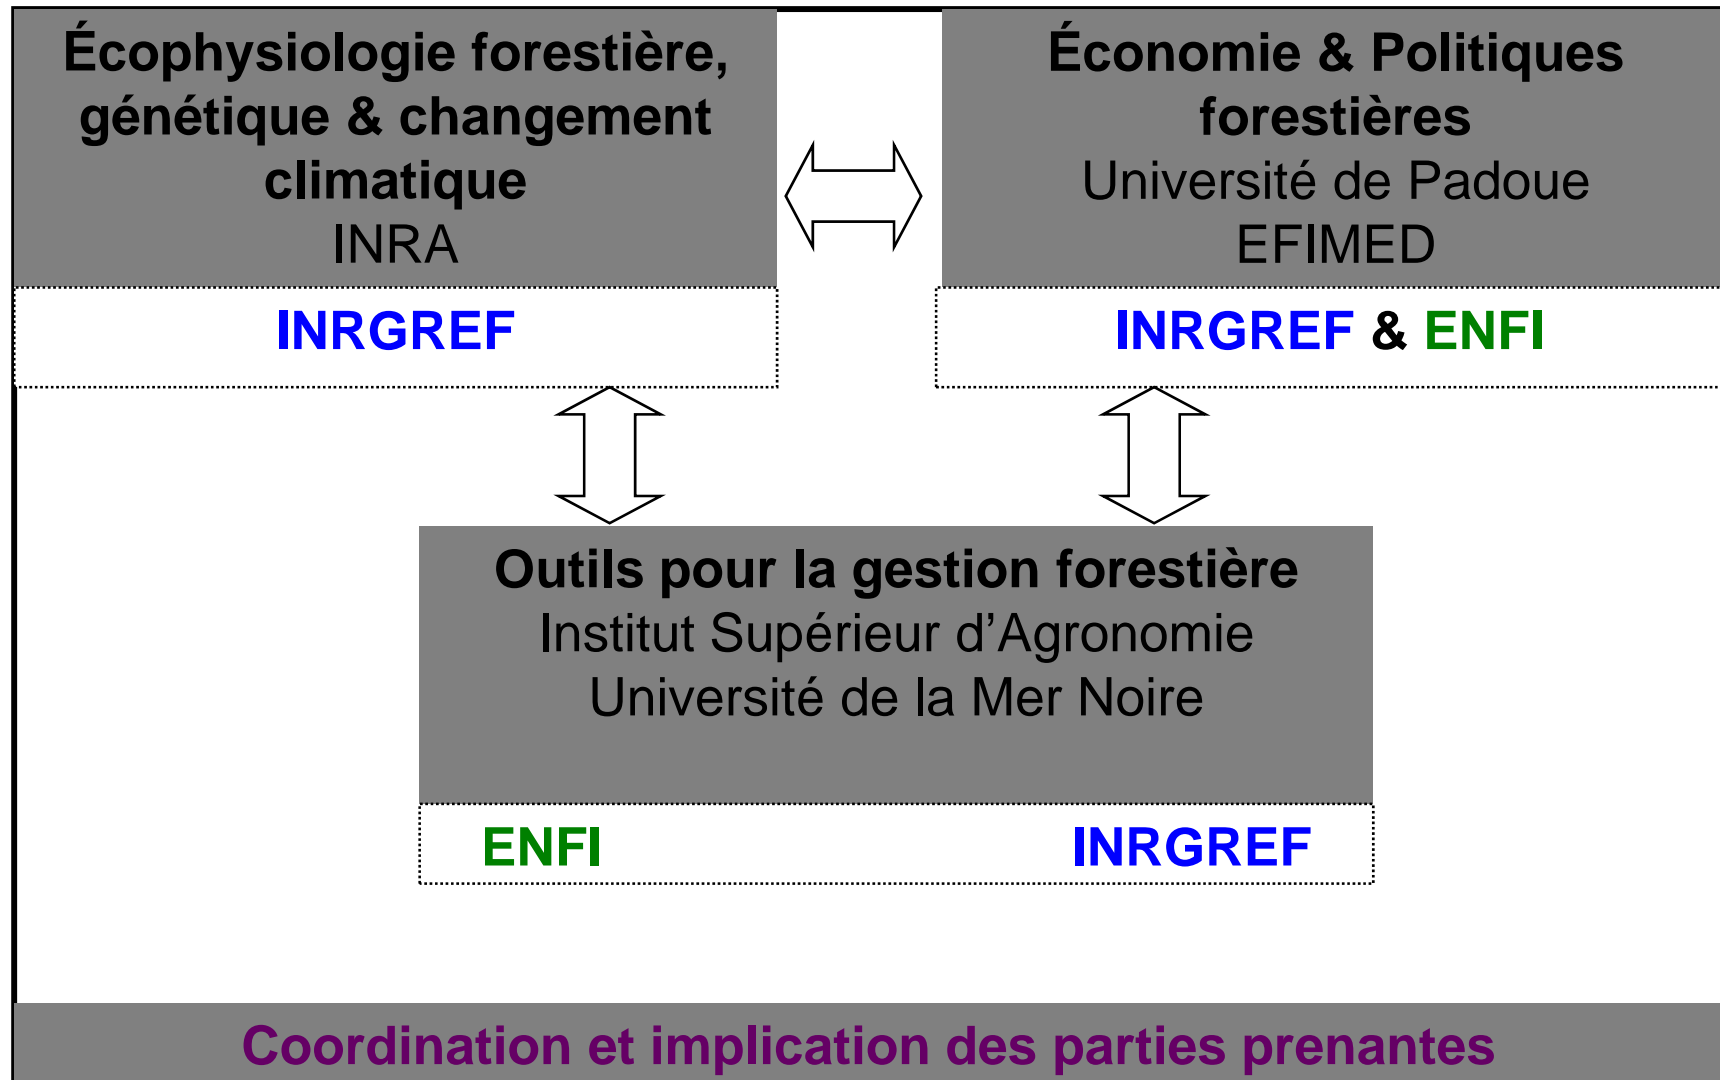 Écophysiologie forestière,
génétique & changement
climatique
INRA
INRGREF
Économie & Politiques
forestières
Université de Padoue
EFIMED
INRGREF & ENFI
Outils pour la gestion forestière
Institut Supérieur d’Agronomie
Université de la Mer Noire
ENFI INRGREF
Coordination et implication des parties prenantes